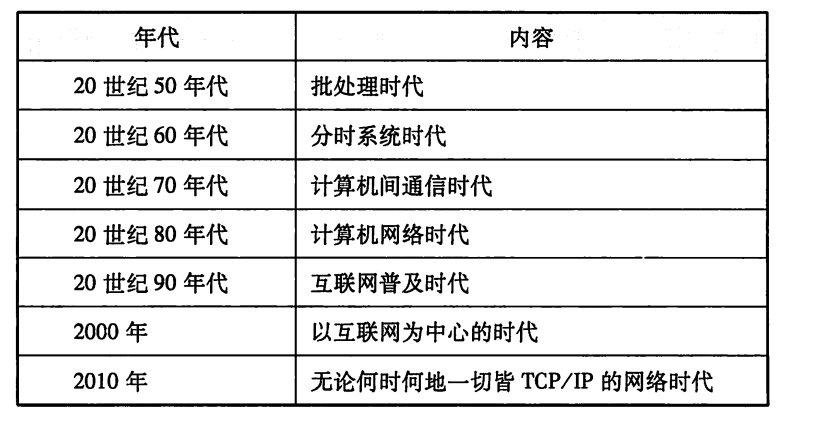 年代 内容
20 世纪 50 年代 批处理时代
20 世纪 60 年代 分时系统时代
20 世纪 70 年代 计算机间通信时代
20 世纪 80 年代 计算机网络时代
20 世纪 90 年代 互联网普及时代
2000 年 以互联网为中心的时代
2010 年 无论何时何地一切皆 TCP/IP 的网络时代